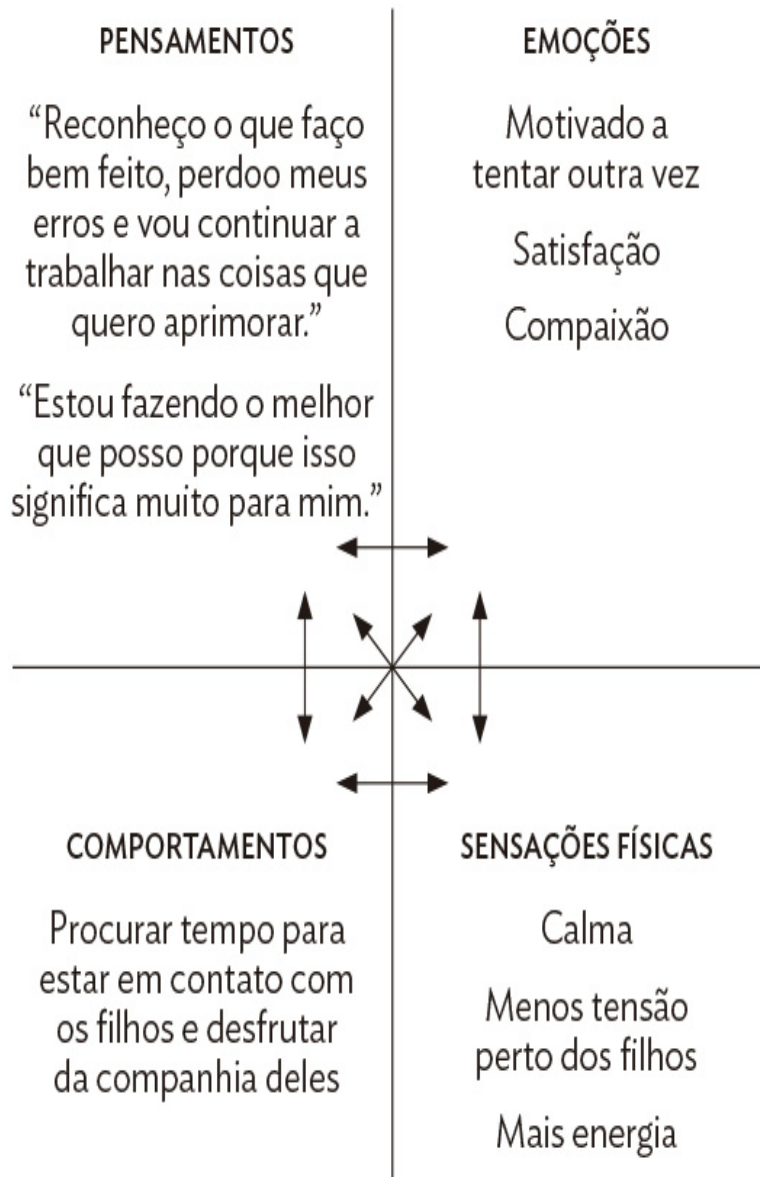 PENSAMENTOS
“Reconheço o que faço
bem feito, perdoo meus
erros e vou continuar a
trabalhar nas coisas que
quero aprimorar.”
“Estou fazendo o melhor
que posso porque isso
significa muito para mim.”
EMOÇÕES
Motivado a
tentar outra vez
Satisfação
Compaixão
COMPORTAMENTOS
Procurar tempo para
estar em contato com
os filhos e desfrutar
da companhia deles
SENSAÇÕES FÍSICAS
Calma
Menos tensão
perto dos filhos
Mais energia